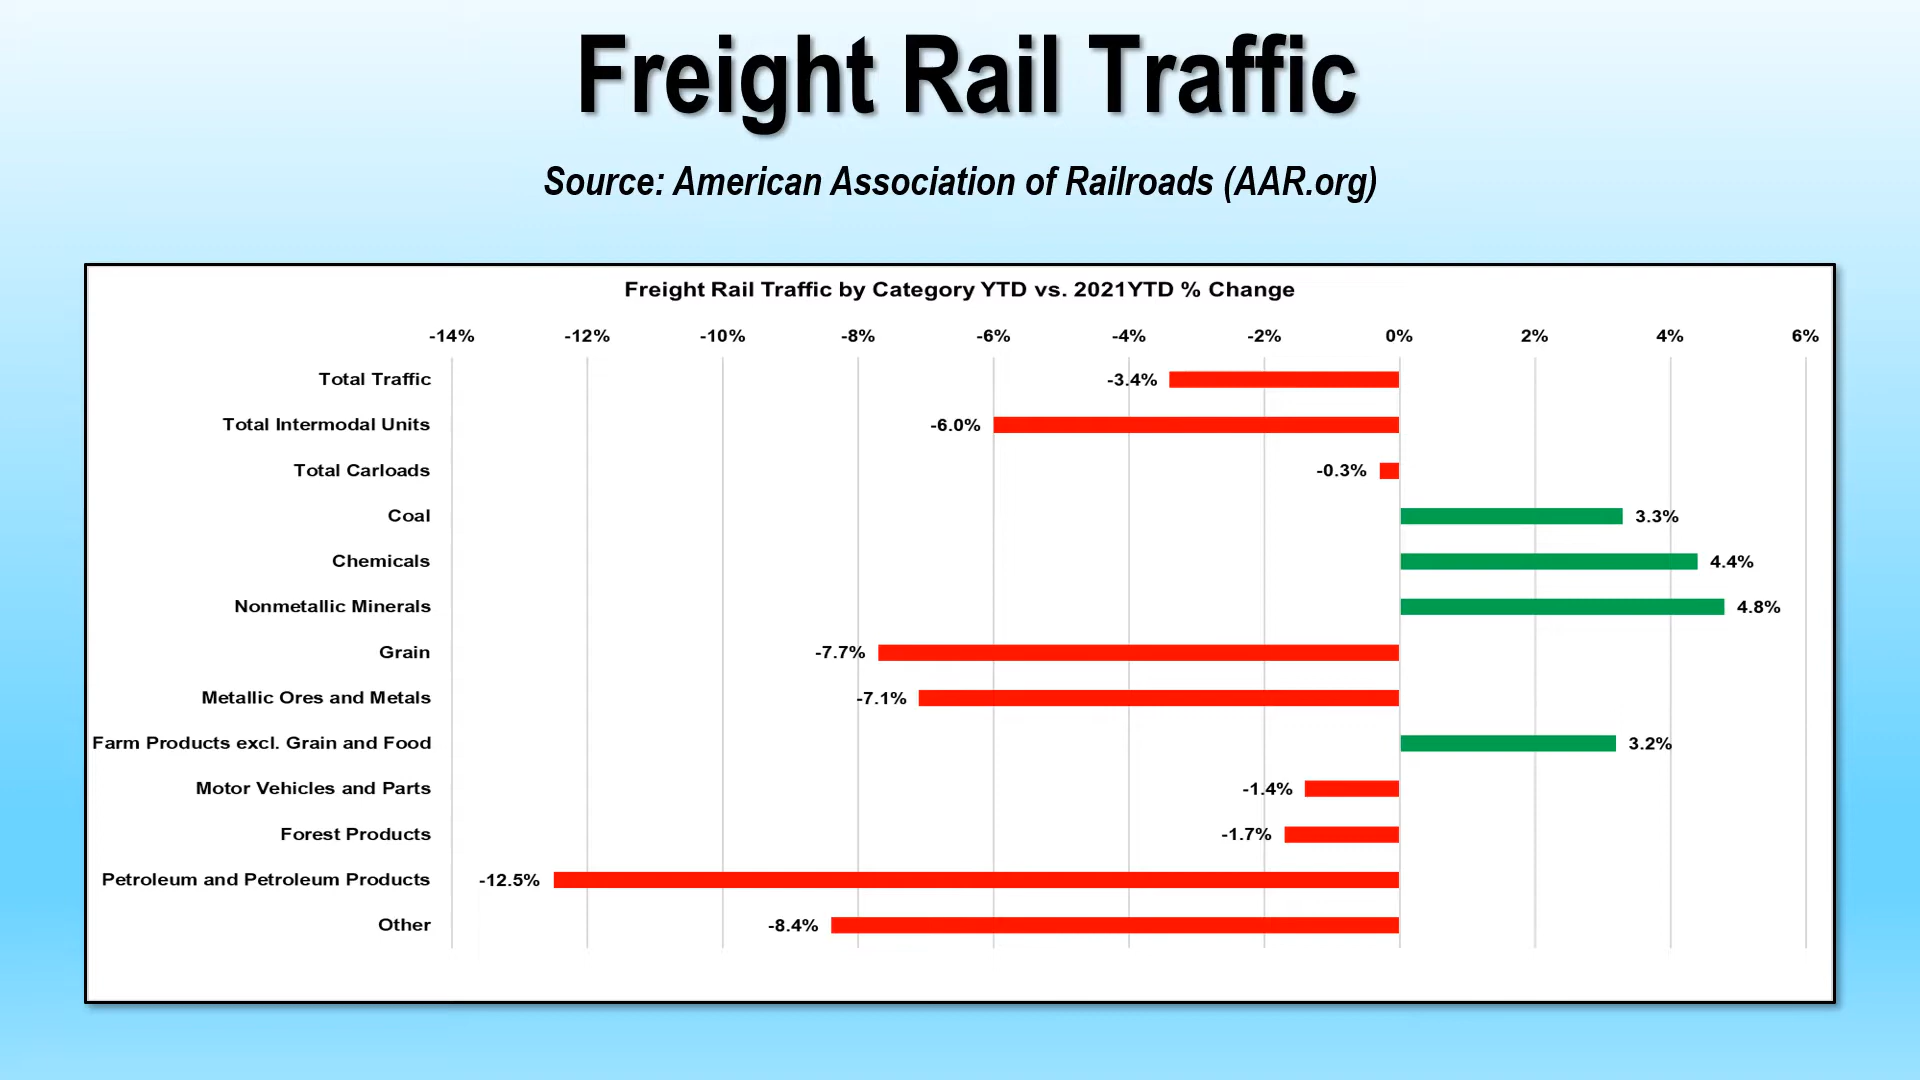 Freight Rail Traffic
Source: American Association of Railroads (AAR.org)
Freight Rail Traffic by Category YTD vs. 2021YTD % Change
-14% -12% -10% -8% -6% -4% -2% 0% 2% 4% 6%
Total Traffic -3.4%
Total Intermodal Units -6.0%
Total Carloads -0.3%
Coal 3.3%
Chemicals 4.4%
Nonmetallic Minerals 4.8%
Grain -7.7%
Metallic Ores and Metals -7.1%
Farm Products excl. Grain and Food 3.2%
Motor Vehicles and Parts -1.4%
Forest Products -1.7%
Petroleum and Petroleum Products -12.5%
Other -8.4%